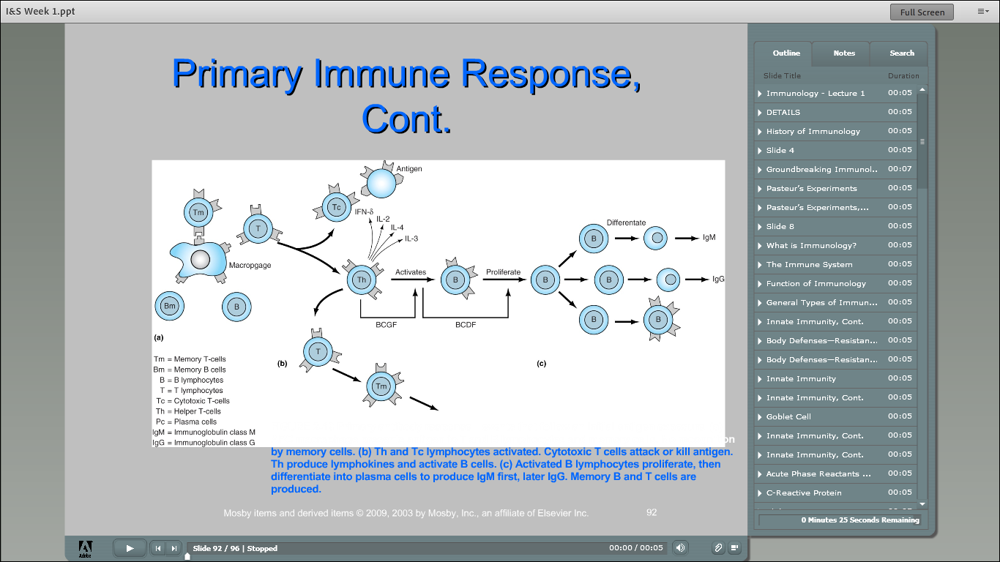 I&S Week 1.ppt
Full Screen
Primary Immune Response,
Cont.
Antigen
Tm
Tc
T
IFN-δ
IL-2
IL-4
IL-3
Macropgage
Differentate
B
IgM
Th
Activates
B
Proliferate
B
B
IgG
Bm
B
BCGF
BCDF
B
B
(a)
T
(b)
(c)
Tm
Tm = Memory T-cells
Bm = Memory B cells
B = B lymphocytes
T = T lymphocytes
Tc = Cytotoxic T-cells
Th = Helper T-cells
Pc = Plasma cells
IgM = Immunoglobulin class M
IgG = Immunoglobulin class G
on
by memory cells. (b) Th and Tc lymphocytes activated. Cytotoxic T cells attack or kill antigen.
Th produce lymphokines and activate B cells. (c) Activated B lymphocytes proliferate, then
differentiate into plasma cells to produce IgM first, later IgG. Memory B and T cells are
produced.
Mosby items and derived items © 2009, 2003 by Mosby, Inc., an affiliate of Elsevier Inc. 92
Outline Notes Search
Slide Title Duration
Immunology - Lecture 1 00:05
DETAILS 00:05
History of Immunology 00:05
Slide 4 00:05
Groundbreaking Immunol.. 00:07
Pasteur's Experiments 00:05
Pasteur's Experiments,... 00:05
Slide 8 00:05
What is Immunology? 00:05
The Immune System 00:05
Function of Immunology 00:05
General Types of Immun... 00:05
Innate Immunity, Cont. 00:05
Body Defenses—Resistan... 00:05
Body Defenses—Resistan... 00:05
Innate Immunity 00:05
Innate Immunity, Cont. 00:05
Goblet Cell 00:05
Innate Immunity, Cont. 00:05
Innate Immunity, Cont. 00:05
Acute Phase Reactants ... 00:05
C-Reactive Protein 00:05
0 Minutes 25 Seconds Remaining
Adobe
Slide 92 / 96 | Stopped 00:00 / 00:05